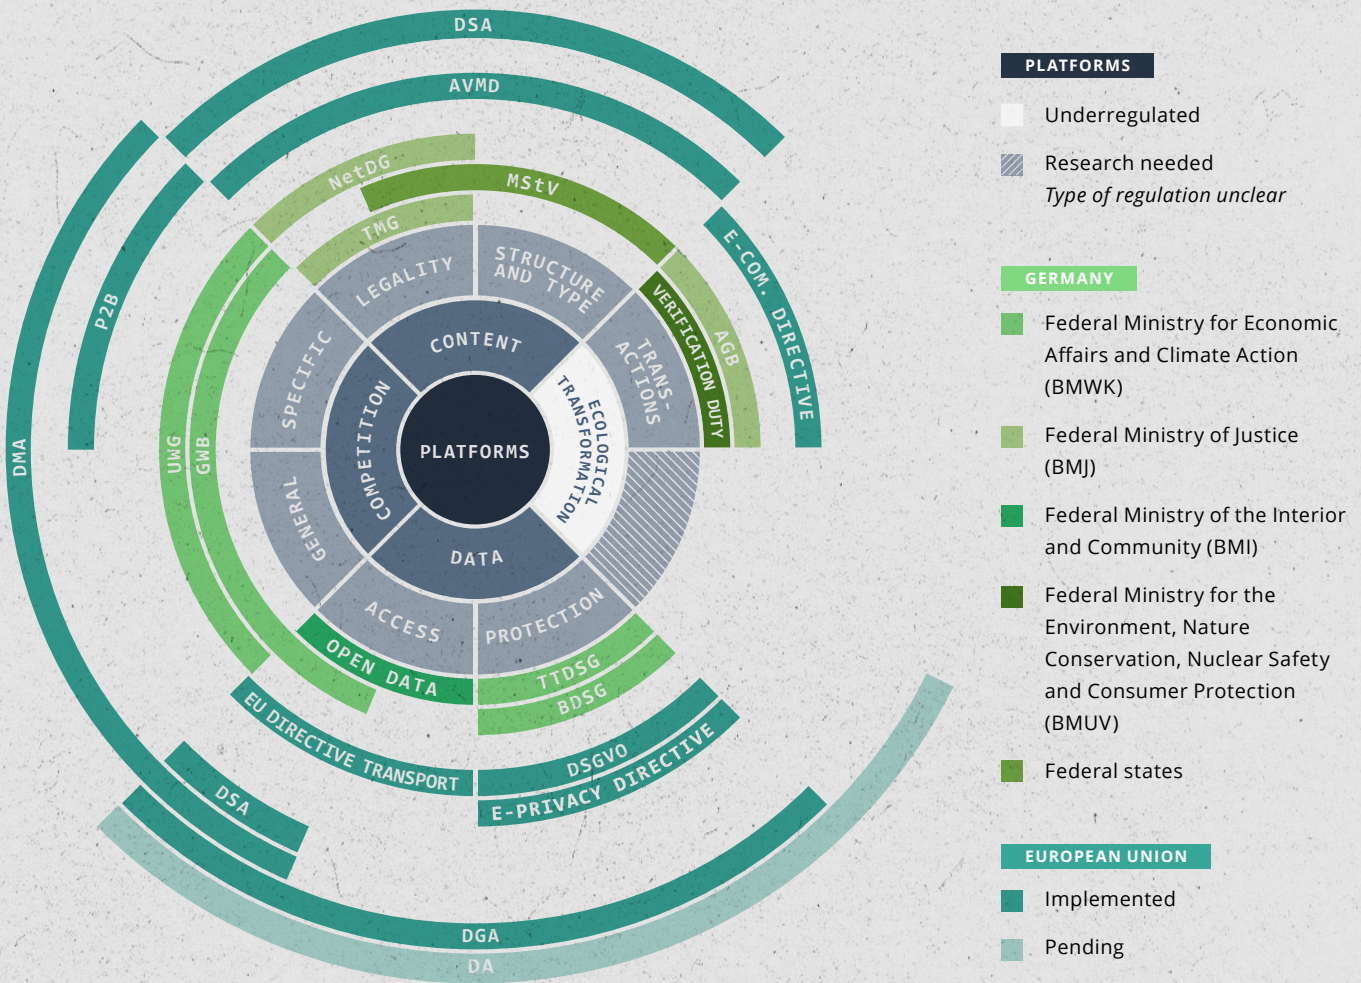 DSA
AVMD
NetDG
MStV
TMG
E-COM. DIRECTIVE
AGB
VERIFICATION DUTY
P2B
DMA
UWG
GWB
LEGALITY
STRUCTURE
AND TYPE
TRANS-
ACTIONS
SPECIFIC
GENERAL
ACCESS
PROTECTION
CONTENT
COMPETITION
ECOLOGICAL
TRANSFORMATION
DATA
PLATFORMS
OPEN DATA
TTDSG
BDSG
EU DIRECTIVE TRANSPORT
DSGVO
E-PRIVACY DIRECTIVE
DSA
DGA
DA
PLATFORMS
Underregulated
Research needed
Type of regulation unclear
GERMANY
Federal Ministry for Economic
Affairs and Climate Action
(BMWK)
Federal Ministry of Justice
(BMJ)
Federal Ministry of the Interior
and Community (BMI)
Federal Ministry for the
Environment, Nature
Conservation, Nuclear Safety
and Consumer Protection
(BMUV)
Federal states
EUROPEAN UNION
Implemented
Pending